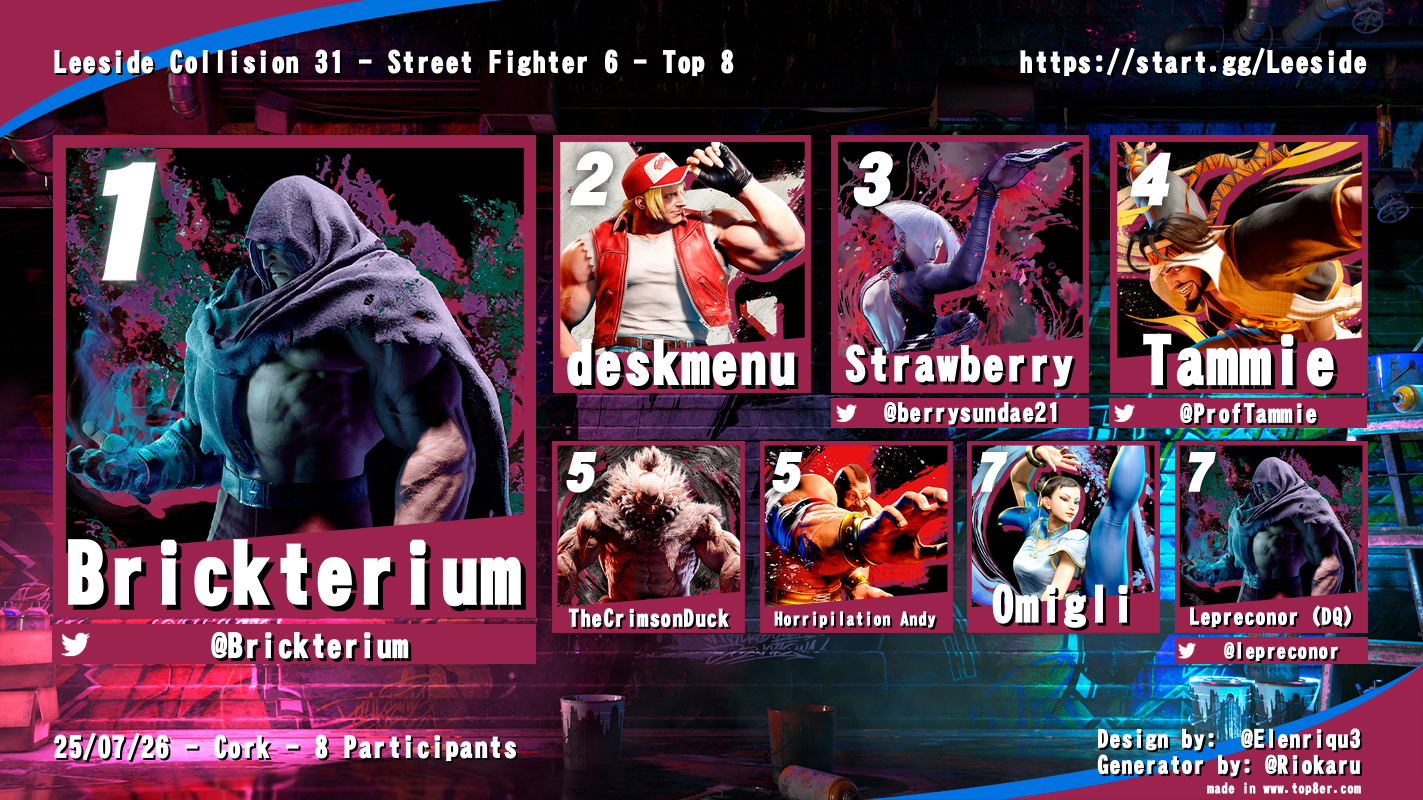 Leeside Collision 31 - Street Fighter 6 - Top 8
https://start.gg/Leeside
1
Brickterium
@Brickterium
2
deskmenu
3
Strawberry
@berrysundae21
4
Tammie
@ProfTammie
5
TheCrimsonDuck
5
Horripilation Andy
7
Omigli
7
Lepreconor (DQ)
@lepreconor
25/07/26 - Cork - 8 Participants
Design by: @Elenriqu3
Generator by: @Riokaru
made in www.top8er.com